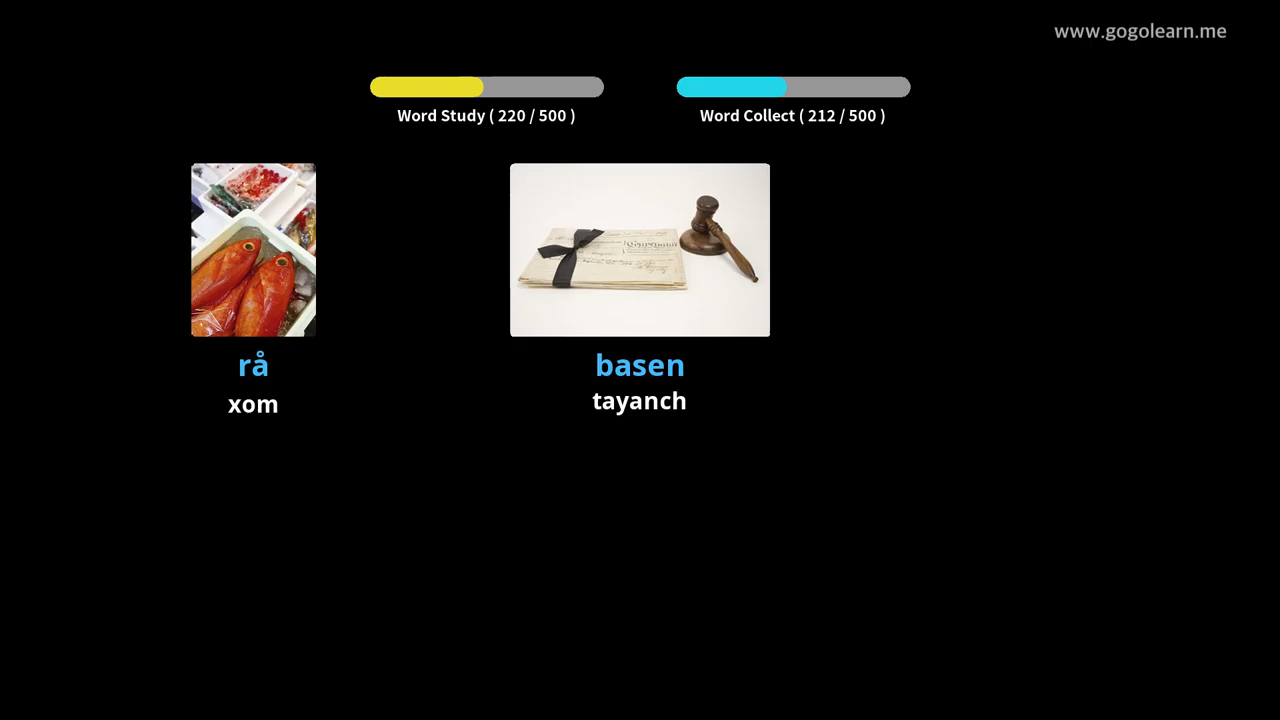 www.gogolearn.me
Word Study ( 220 / 500 )
Word Collect ( 212 / 500 )
rå
basen
xom
tayanch